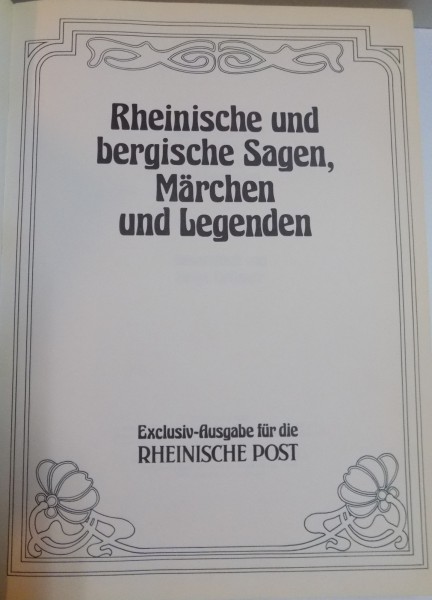 Rheinische und
bergische Sagen,
Märchen
und Legenden
Exclusiv-Ausgabe für die
RHEINISCHE POST